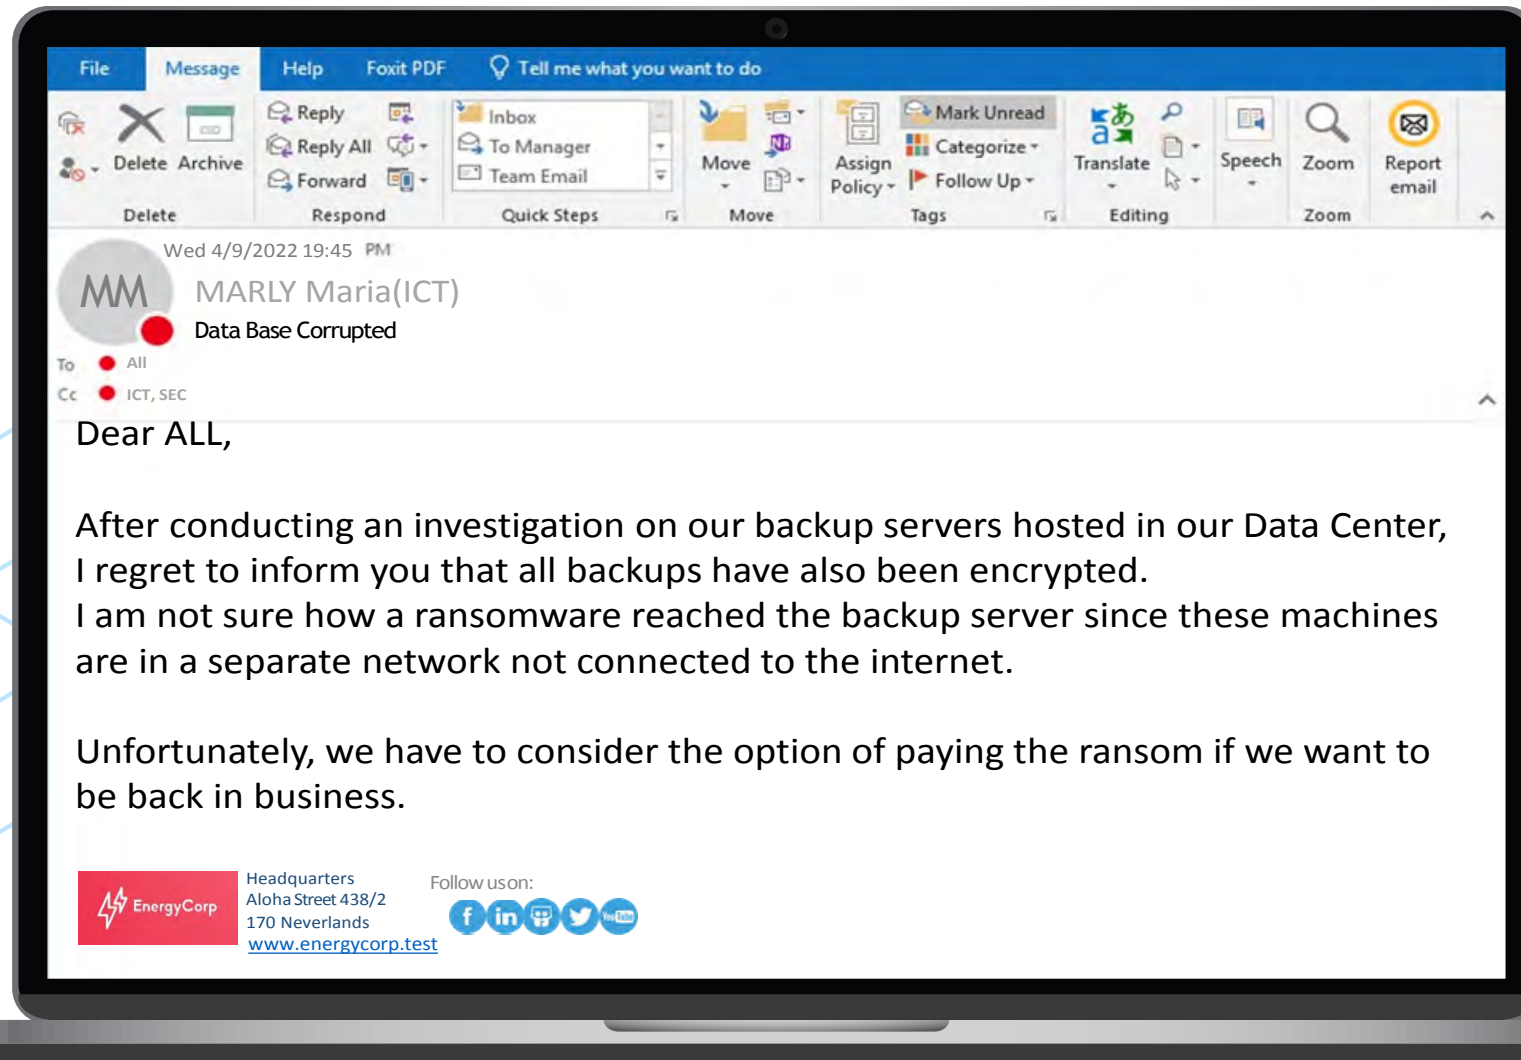 File Message Help Foxit PDF Tell me what you want to do
Delete Archive
Reply
Reply All
Forward
Inbox
To Manager
Team Email
Move
Assign Policy
Mark Unread
Categorize
Follow Up
Translate
Speech
Zoom
Report email
Delete Respond Quick Steps Move Tags Editing Zoom
Wed 4/9/2022 19:45 PM
MM
MARLY Maria(ICT)
Data Base Corrupted
To All
Cc ICT, SEC
Dear ALL,
After conducting an investigation on our backup servers hosted in our Data Center,
I regret to inform you that all backups have also been encrypted.
I am not sure how a ransomware reached the backup server since these machines
are in a separate network not connected to the internet.
Unfortunately, we have to consider the option of paying the ransom if we want to
be back in business.
EnergyCorp
Headquarters
Aloha Street 438/2
170 Neverlands
www.energycorp.test
Follow us on:
f in YouTube